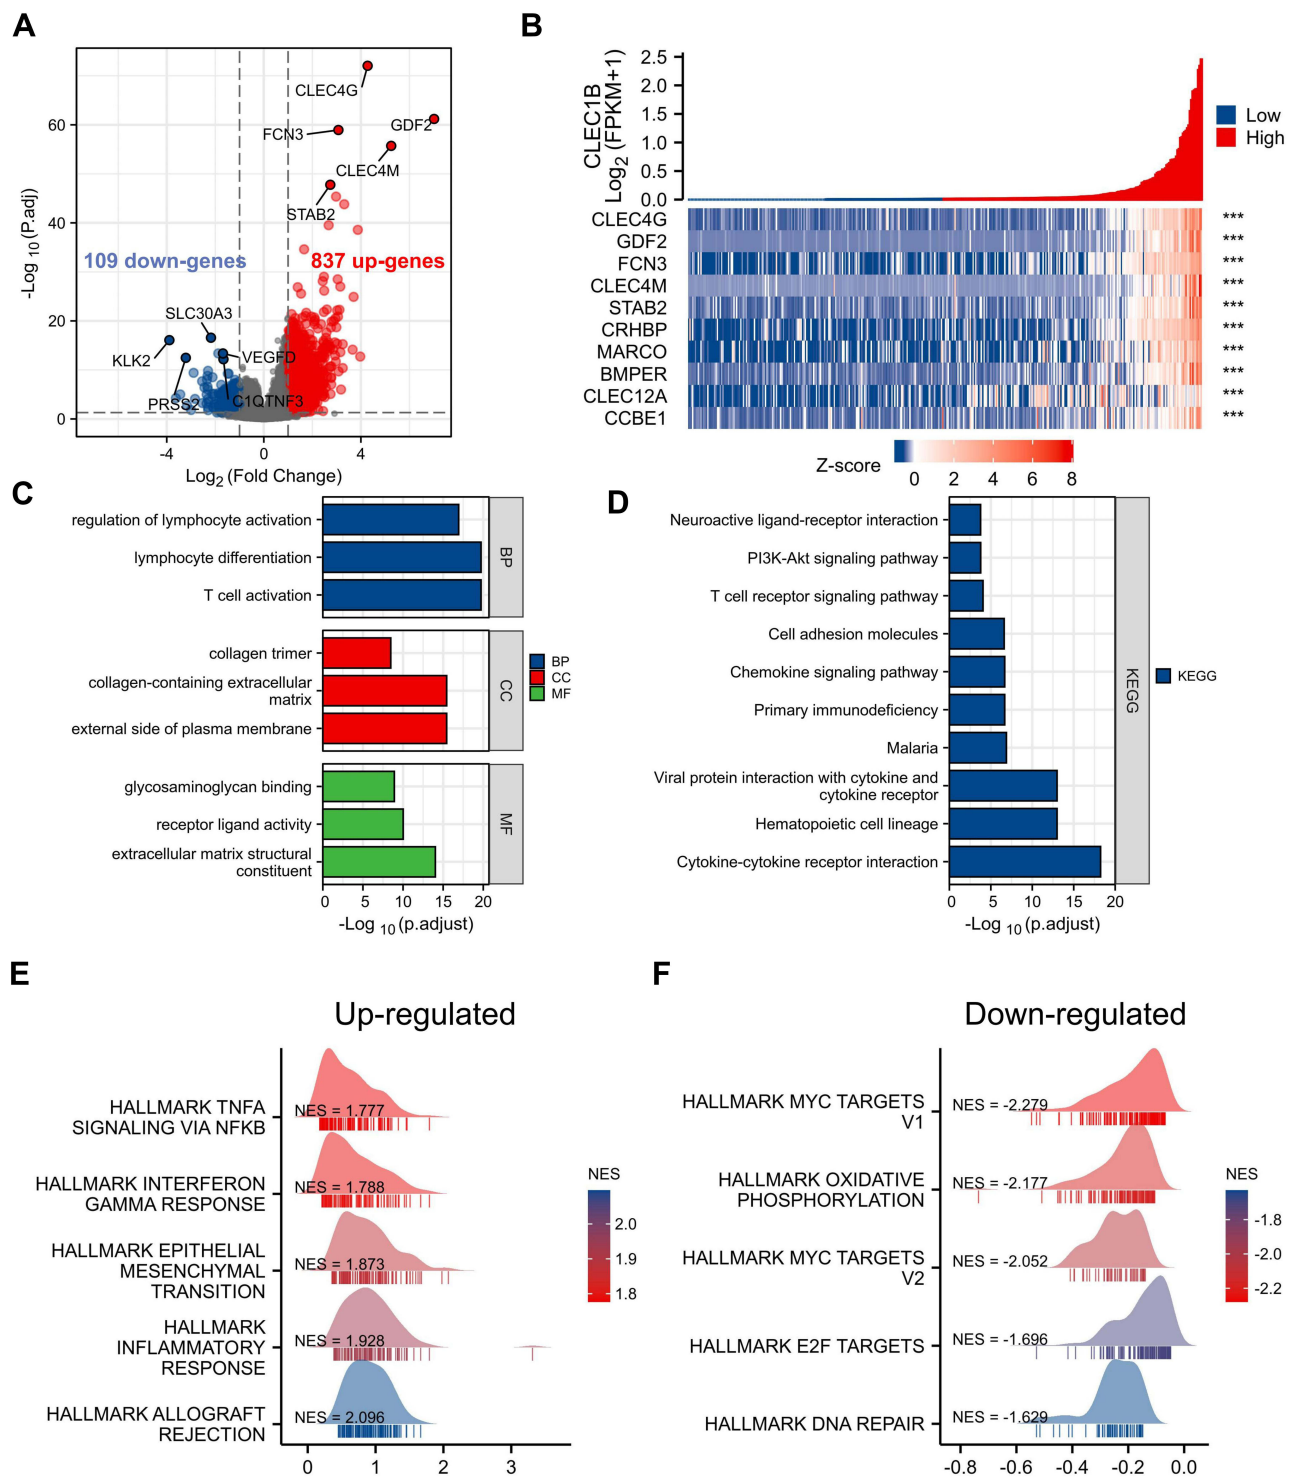 A
-Log 10 (P.adj)
60
40
20
0
CLEC4G
GDF2
FCN3
CLEC4M
STAB2
109 down-genes
837 up-genes
SLC30A3
KLK2
VEGFD
PRSS2
C1QTNF3
-4
0
4
Log2 (Fold Change)
B
CLEC1B
Log2 (FPKM+1)
2.5
2.0
1.5
1.0
0.5
0.0
Low
High
CLEC4G ***
GDF2 ***
FCN3 ***
CLEC4M ***
STAB2 ***
CRHBP ***
MARCO ***
BMPER ***
CLEC12A ***
CCBE1 ***
Z-score
0 2 4 6 8
C
regulation of lymphocyte activation
lymphocyte differentiation
T cell activation
BP
collagen trimer
collagen-containing extracellular
matrix
external side of plasma membrane
CC
glycosaminoglycan binding
receptor ligand activity
extracellular matrix structural
constituent
MF
BP
CC
MF
0 5 10 15 20
-Log 10 (p.adjust)
D
Neuroactive ligand-receptor interaction
PI3K-Akt signaling pathway
T cell receptor signaling pathway
Cell adhesion molecules
Chemokine signaling pathway
Primary immunodeficiency
Malaria
Viral protein interaction with cytokine and
cytokine receptor
Hematopoietic cell lineage
Cytokine-cytokine receptor interaction
KEGG
KEGG
0 5 10 15 20
-Log 10 (p.adjust)
E
Up-regulated
HALLMARK TNFA
SIGNALING VIA NFKB
NES = 1.777
HALLMARK INTERFERON
GAMMA RESPONSE
NES = 1.788
HALLMARK EPITHELIAL
MESENCHYMAL
TRANSITION
NES = 1.873
HALLMARK
INFLAMMATORY
RESPONSE
NES = 1.928
HALLMARK ALLOGRAFT
REJECTION
NES = 2.096
0 1 2 3
NES
2.0
1.9
1.8
F
Down-regulated
HALLMARK MYC TARGETS
V1
NES = -2.279
HALLMARK OXIDATIVE
PHOSPHORYLATION
NES = -2.177
HALLMARK MYC TARGETS
V2
NES = -2.052
HALLMARK E2F TARGETS
NES = -1.696
HALLMARK DNA REPAIR
NES = -1.629
-0.8 -0.6 -0.4 -0.2 0.0
NES
-1.8
-2.0
-2.2